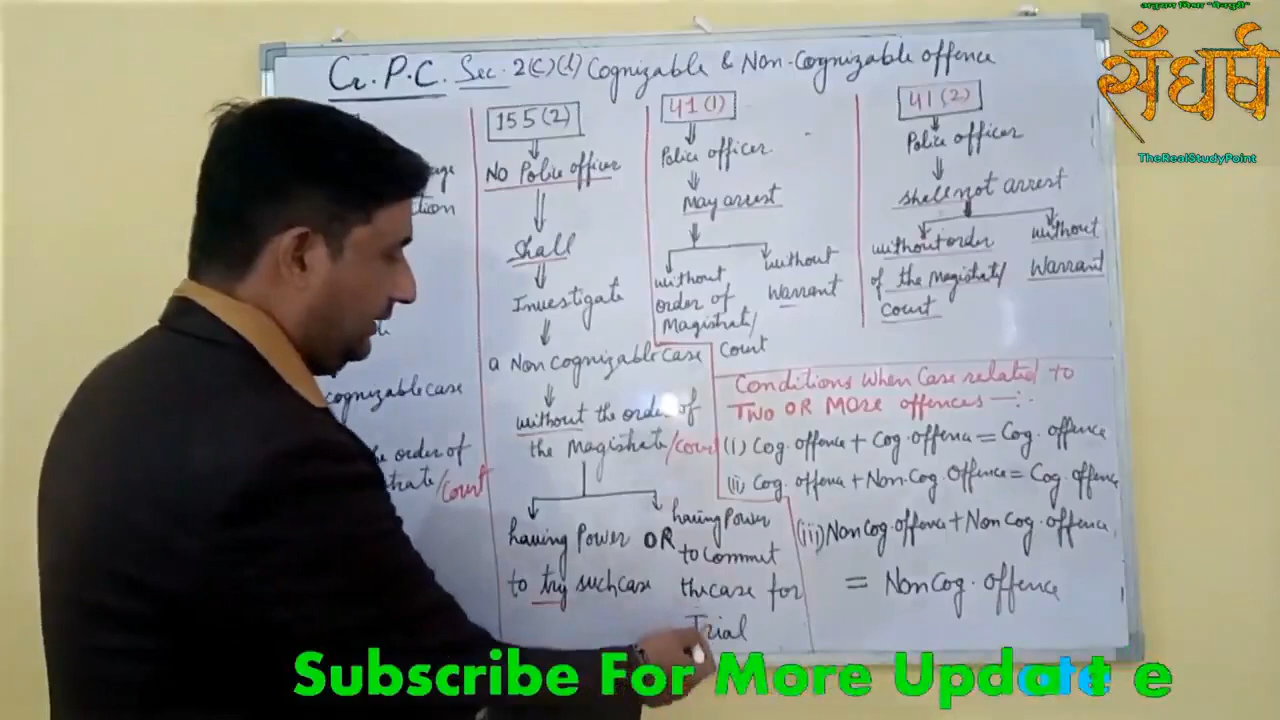 अनुराग मिश्रा "मैनपुरी"
सँघर्ष
TheRealStudyPoint
Cr.P.C. Sec. 2(c)(l) Cognizable & Non-Cognizable offence
tion
cognizable case
order of
/court
155(2)
No Police officer
Shall
Investigate
a Non cognizable case
without the order of
the Magistrate/court
having Power OR
to try such case
having Power
to commit
the case for
Trial
41(1)
Police officer
May arrest
without
order of
Magistrate/
Court
without
Warrant
41(2)
Police officer
shall not arrest
without order
of the Magistrate/
Court
without
Warrant
Conditions When Case related to
TWO OR MORE offences —:.
(i) Cog. offence + Cog. offence = Cog. offence
(ii) Cog. offence + Non-Cog. Offence = Cog. offence
(iii) Non Cog. offence + Non Cog. offence
= Non Cog. offence
Subscribe For More Update